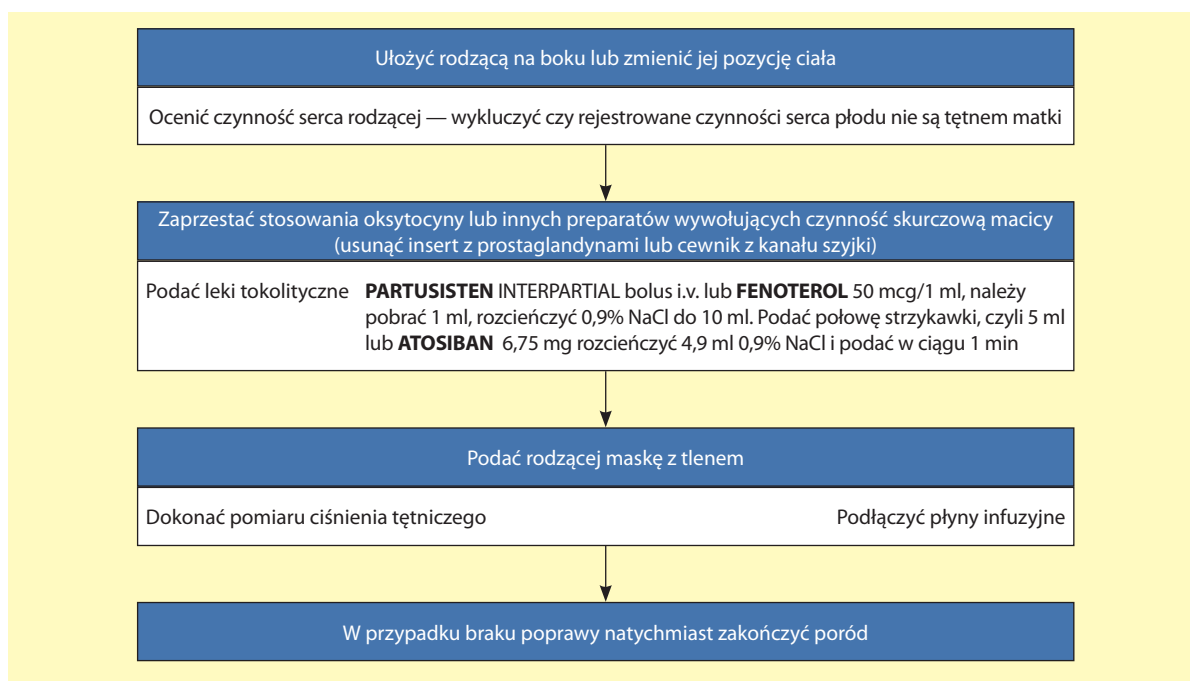 Ułożyć rodzącą na boku lub zmienić jej pozycję ciała
Ocenić czynność serca rodzącej — wykluczyć czy rejestrowane czynności serca płodu nie są tętnem matki
Zaprzestać stosowania oksytocyny lub innych preparatów wywołujących czynność skurczową macicy
(usunąć insert z prostaglandynami lub cewnik z kanału szyjki)
Podać leki tokolityczne PARTUSISTEN INTERPARTIAL bolus i.v. lub FENOTEROL 50 mcg/1 ml, należy
pobrać 1 ml, rozcieńczyć 0,9% NaCl do 10 ml. Podać połowę strzykawki, czyli 5 ml
lub ATOSIBAN 6,75 mg rozcieńczyć 4,9 ml 0,9% NaCl i podać w ciągu 1 min
Podać rodzącej maskę z tlenem
Dokonać pomiaru ciśnienia tętniczego Podłączyć płyny infuzyjne
W przypadku braku poprawy natychmiast zakończyć poród